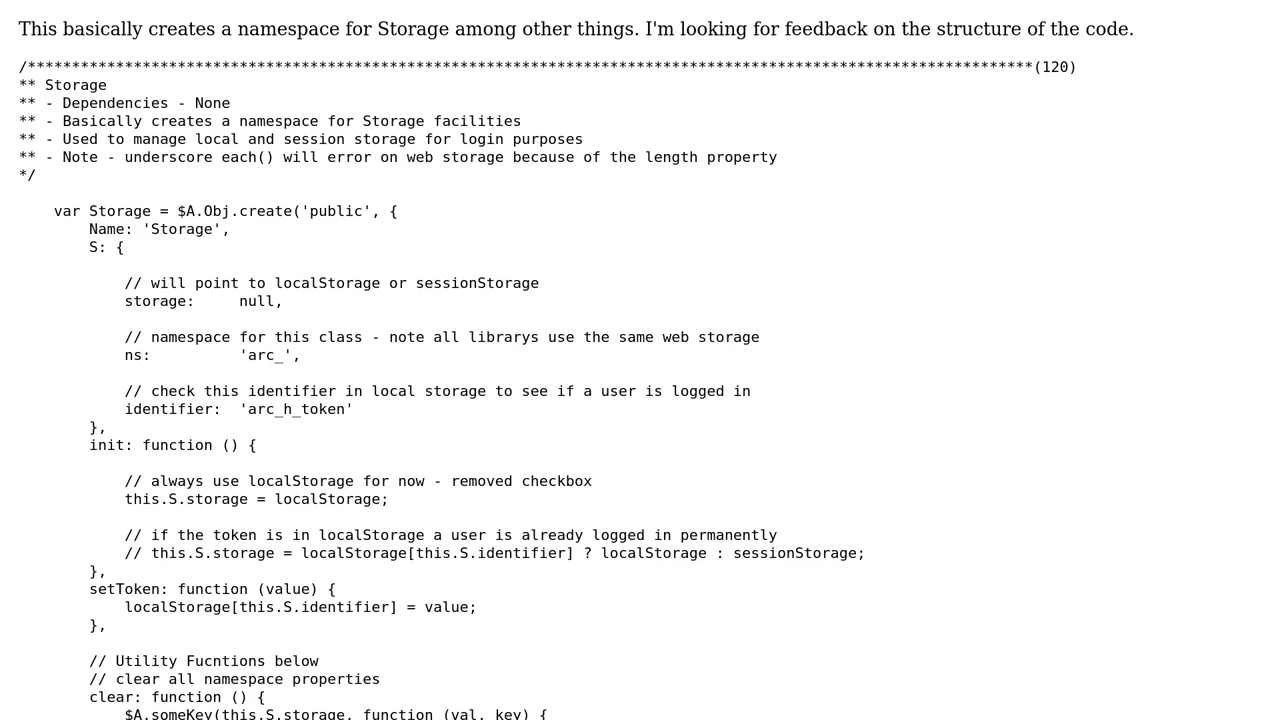 This basically creates a namespace for Storage among other things. I'm looking for feedback on the structure of the code.
/******************************************************************************************************************(120)
** Storage
** - Dependencies - None
** - Basically creates a namespace for Storage facilities
** - Used to manage local and session storage for login purposes
** - Note - underscore each() will error on web storage because of the length property
*/
var Storage = $A.Obj.create('public', {
Name: 'Storage',
S: {
// will point to localStorage or sessionStorage
storage:     null,
// namespace for this class - note all librarys use the same web storage
ns:          'arc_',
// check this identifier in local storage to see if a user is logged in
identifier:  'arc_h_token'
},
init: function () {
// always use localStorage for now - removed checkbox
this.S.storage = localStorage;
// if the token is in localStorage a user is already logged in permanently
// this.S.storage = localStorage[this.S.identifier] ? localStorage : sessionStorage;
},
setToken: function (value) {
localStorage[this.S.identifier] = value;
},
// Utility Fucntions below
// clear all namespace properties
clear: function () {
$A.someKey(this.S.storage, function (val, key) {